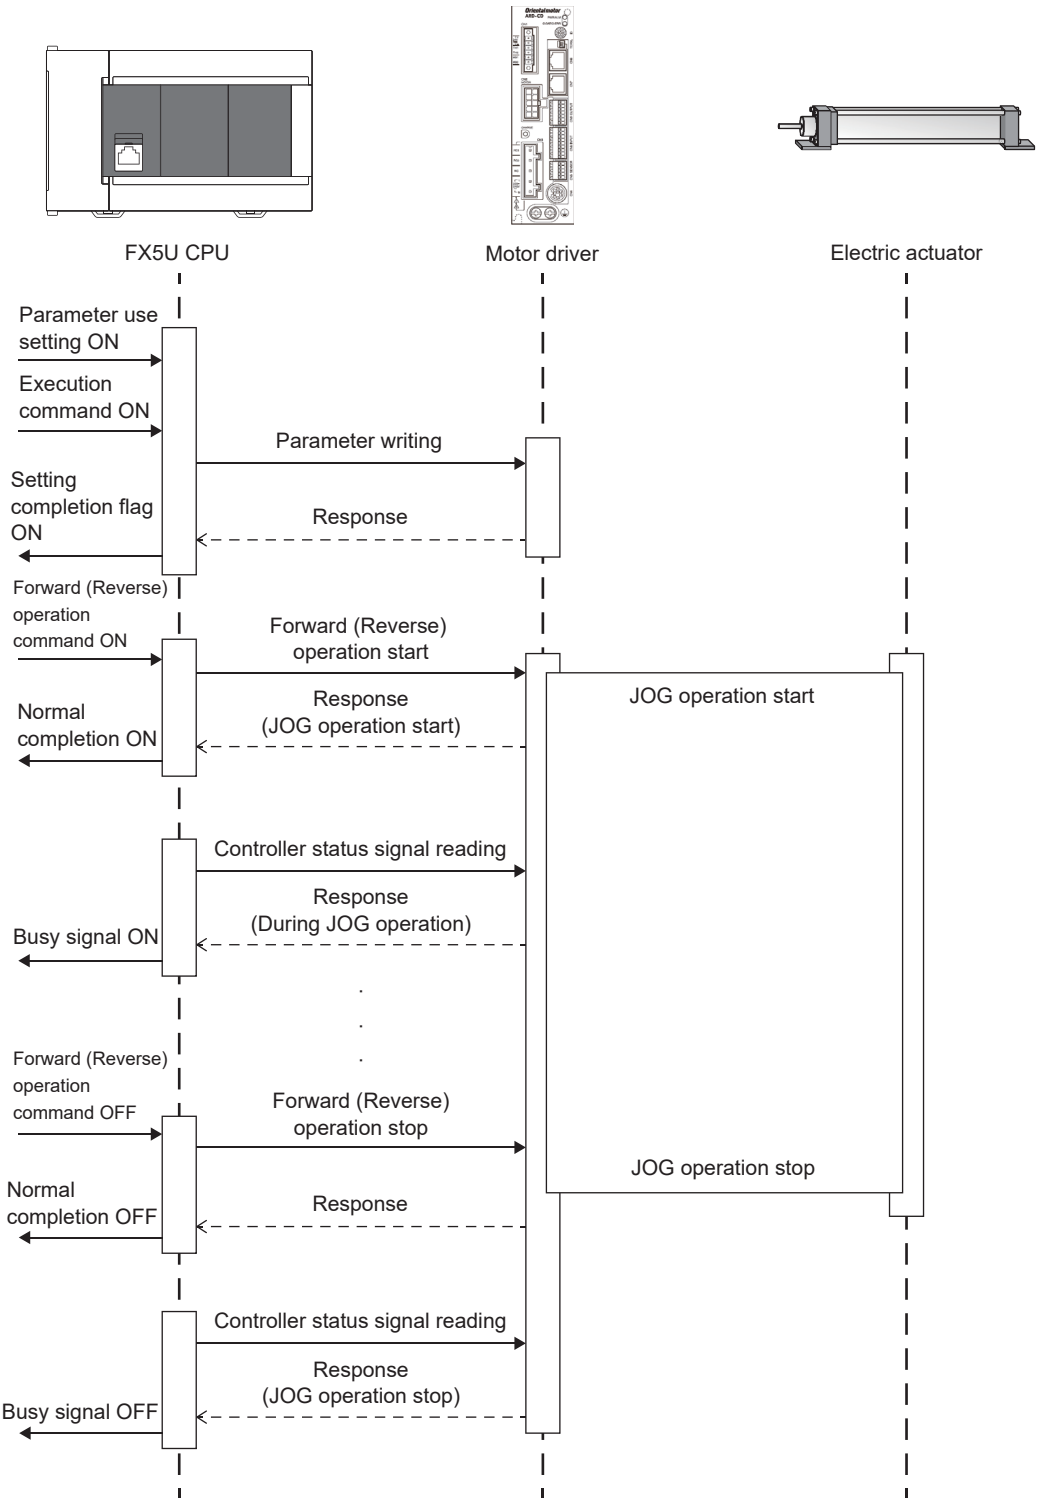 Orientalmotor
ARD-CD
FX5U CPU
Motor driver
Electric actuator
Parameter use
setting ON
Execution
command ON
Parameter writing
Setting
completion flag
ON
Response
Forward (Reverse)
operation
command ON
Forward (Reverse)
operation start
JOG operation start
Response
(JOG operation start)
Normal
completion ON
Controller status signal reading
Response
(During JOG operation)
Busy signal ON
.
.
.
Forward (Reverse)
operation
command OFF
Forward (Reverse)
operation stop
JOG operation stop
Normal
completion OFF
Response
Controller status signal reading
Response
(JOG operation stop)
Busy signal OFF